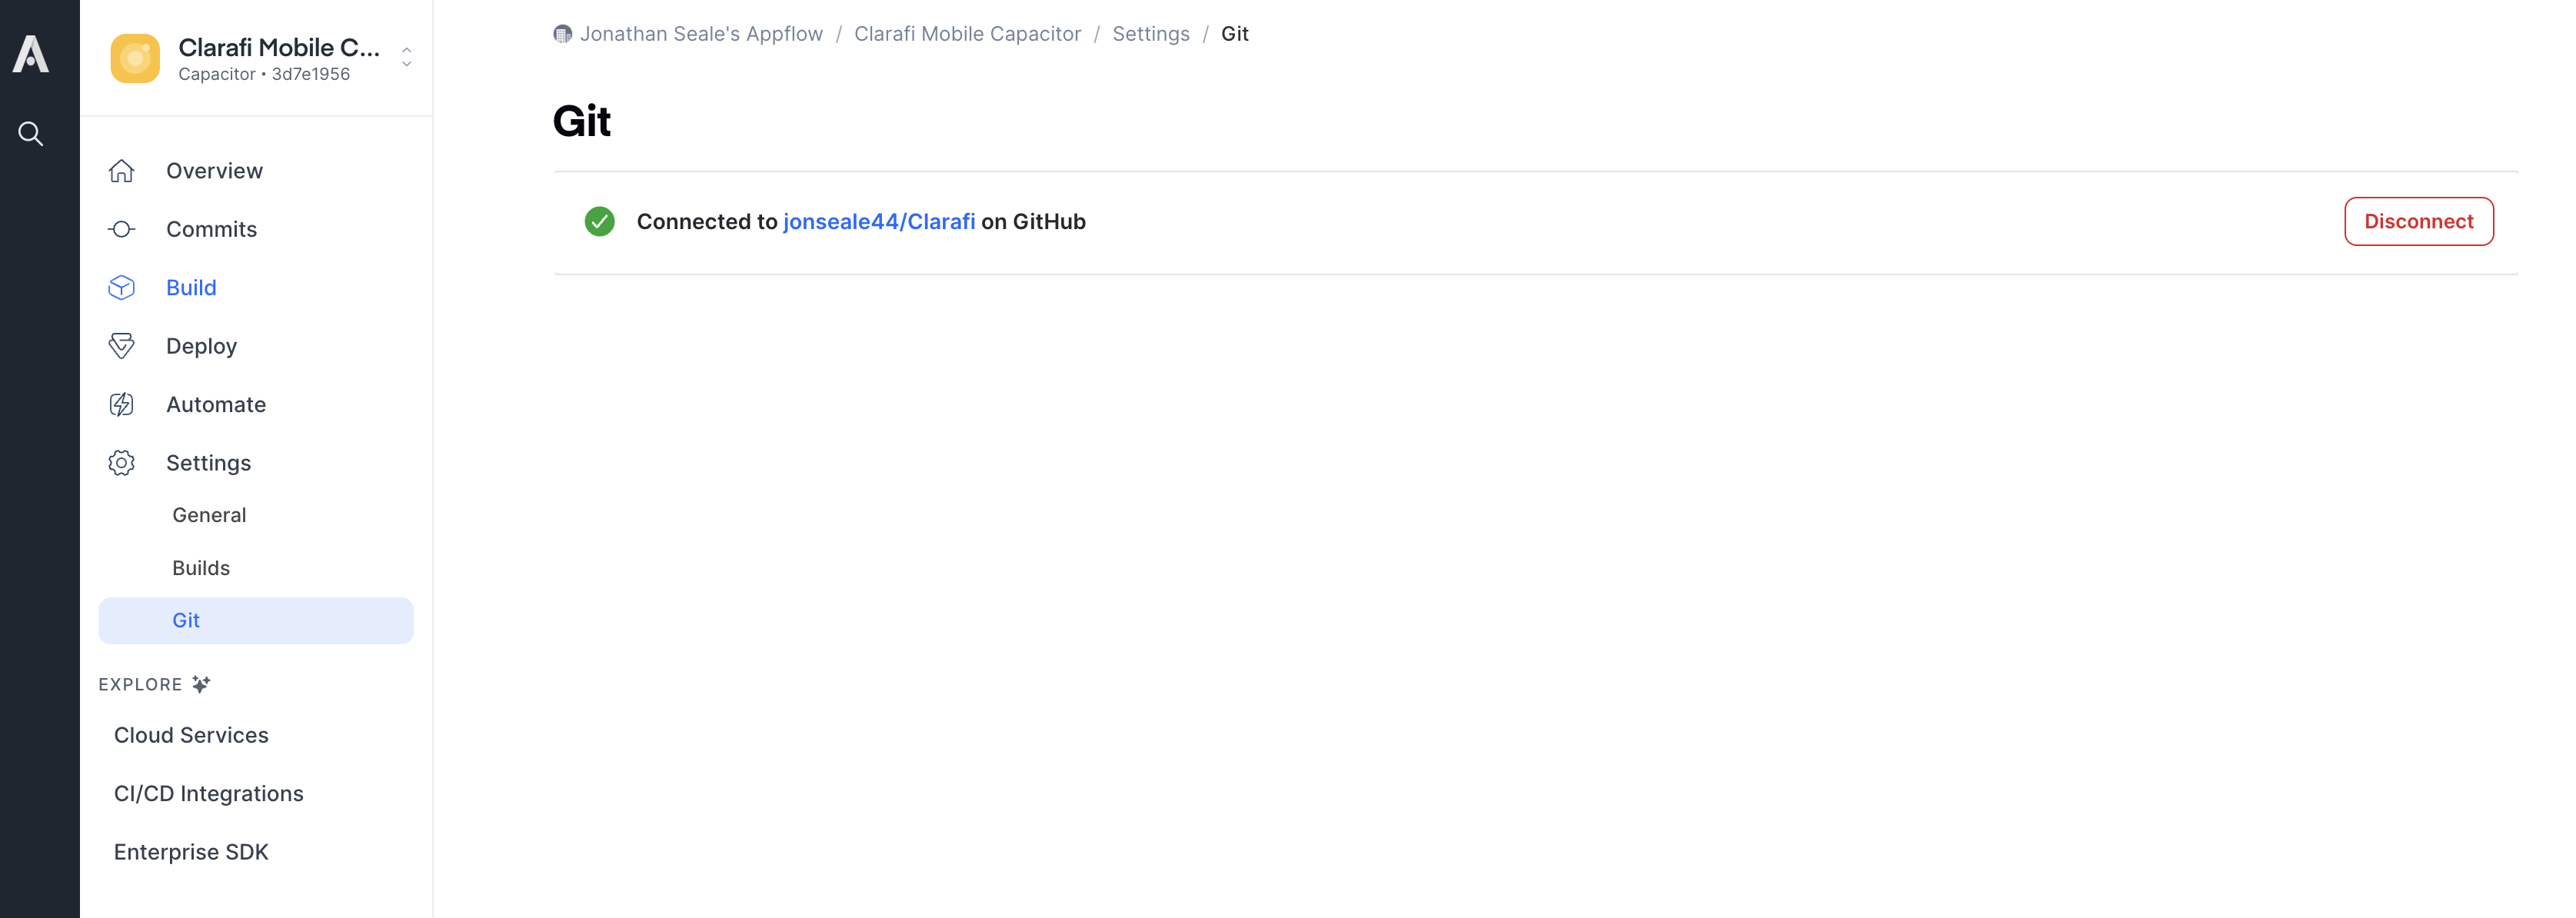 Clarafi Mobile C...
Capacitor • 3d7e1956
Overview
Commits
Build
Deploy
Automate
Settings
General
Builds
Git
EXPLORE
Cloud Services
CI/CD Integrations
Enterprise SDK
Jonathan Seale's Appflow / Clarafi Mobile Capacitor / Settings / Git
Git
Connected to jonseale44/Clarafi on GitHub
Disconnect